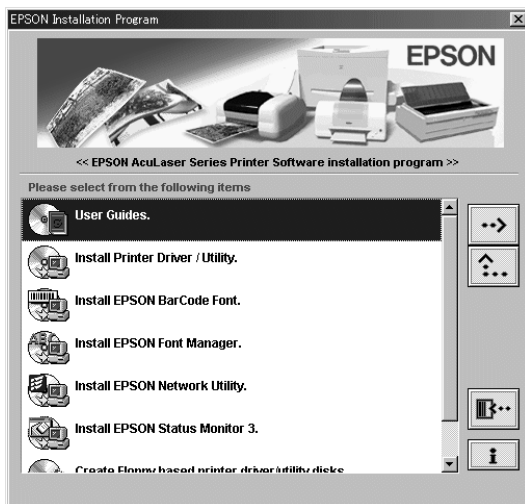 EPSON Installation Program
EPSON
<< EPSON AcuLaser Series Printer Software installation program >>
Please select from the following items
User Guides.
Install Printer Driver / Utility.
Install EPSON BarCode Font.
Install EPSON Font Manager.
Install EPSON Network Utility.
Install EPSON Status Monitor 3.
Create Floppy based printer driver/utility disks